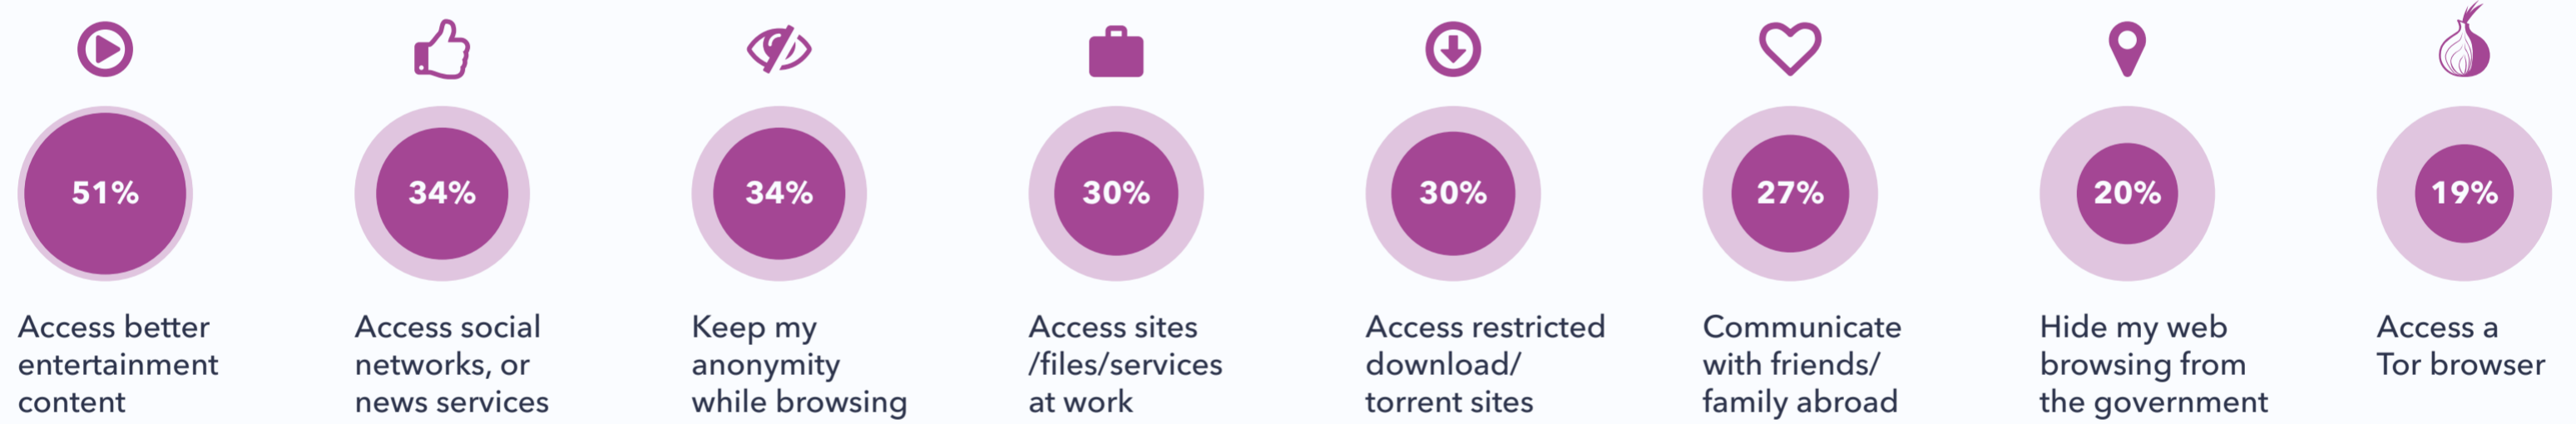 51%
34%
34%
30%
30%
27%
20%
19%
Access better
entertainment
content
Access social
networks, or
news services
Keep my
anonymity
while browsing
Access sites
/files/services
at work
Access restricted
download/
torrent sites
Communicate
with friends/
family abroad
Hide my web
browsing from
the government
Access a
Tor browser